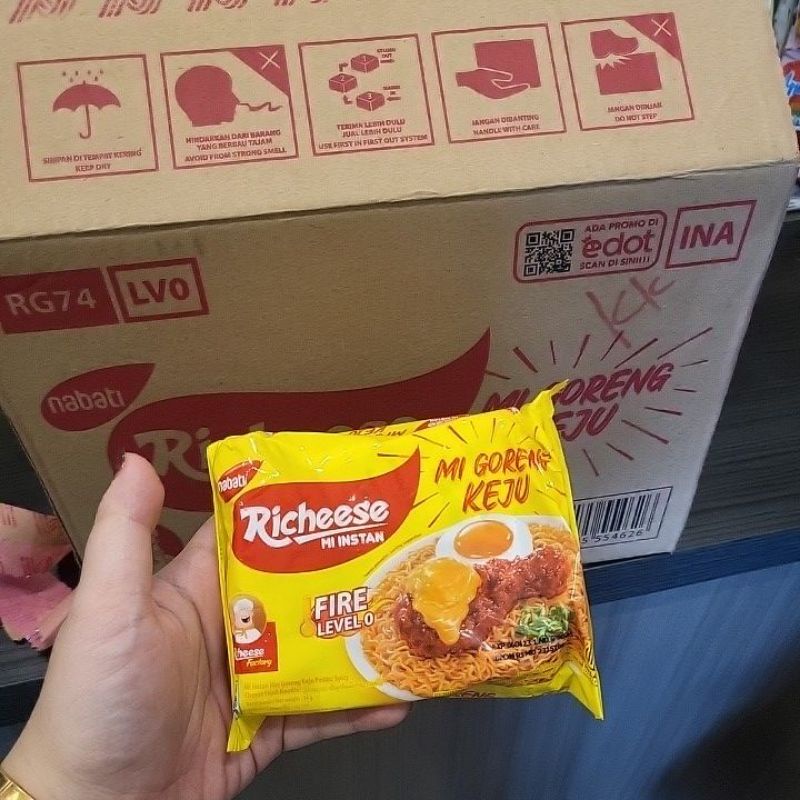 SIMPAN DI TEMPAT KERING
KEEP DRY
HINDARKAN DARI BARANG
YANG BERBAU TAJAM
AVOID FROM STRONG SMELL
TERIMA LEBIH DULU
JUAL LEBIH DULU
USE FIRST IN FIRST OUT SYSTEM
JANGAN DIBANTING
HANDLE WITH CARE
JANGAN DIINJAK
DO NOT STEP
RG74
LV0
ADA PROMO DI
edot
SCAN DI SINI!!
INA
nabati
MI GORENG
KEJU
554626
nabati
Richeese
MI INSTAN
MI GORENG
KEJU
FIRE
LEVEL 0
cheese
Factory